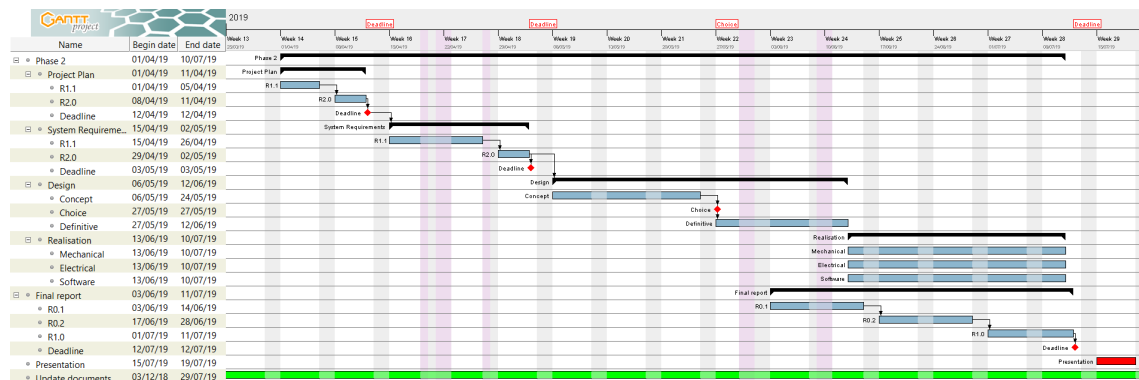 GANTT project
2019
Deadline Deadline Choice Deadline
Week 13 Week 14 Week 15 Week 16 Week 17 Week 18 Week 19 Week 20 Week 21 Week 22 Week 23 Week 24 Week 25 Week 26 Week 27 Week 28 Week 29
Name Begin date End date
Phase 2 01/04/19 10/07/19 Phase 2
Project Plan 01/04/19 11/04/19 Project Plan
R1.1 01/04/19 05/04/19 R1.1
R2.0 08/04/19 11/04/19 R2.0
Deadline 12/04/19 12/04/19 Deadline
System Requireme... 15/04/19 02/05/19 System Requirements
R1.1 15/04/19 26/04/19 R1.1
R2.0 29/04/19 02/05/19 R2.0
Deadline 03/05/19 03/05/19 Deadline
Design 06/05/19 12/06/19 Design
Concept 06/05/19 24/05/19 Concept
Choice 27/05/19 27/05/19 Choice
Definitive 27/05/19 12/06/19 Definitive
Realisation 13/06/19 10/07/19 Realisation
Mechanical 13/06/19 10/07/19 Mechanical
Electrical 13/06/19 10/07/19 Electrical
Software 13/06/19 10/07/19 Software
Final report 03/06/19 11/07/19 Final report
R0.1 03/06/19 14/06/19 R0.1
R0.2 17/06/19 28/06/19 R0.2
R1.0 01/07/19 11/07/19 R1.0
Deadline 12/07/19 12/07/19 Deadline
Presentation 15/07/19 19/07/19 Presentation
Update documents 03/12/18 29/07/19